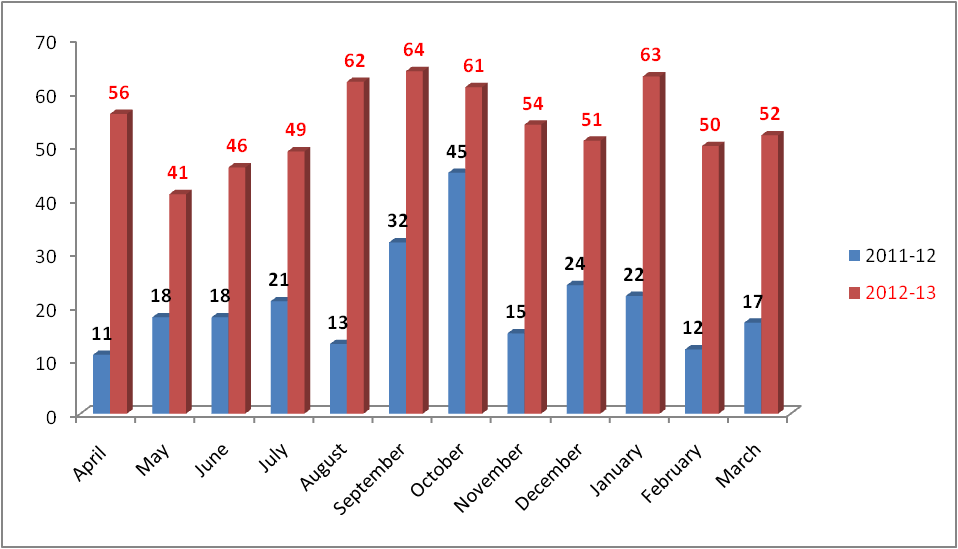 70
60
50
40
30
20
10
0
56
41
46
49
62
64
61
54
51
63
50
52
11
18
18
21
13
32
45
15
24
22
12
17
April
May
June
July
August
September
October
November
December
January
February
March
2011-12
2012-13